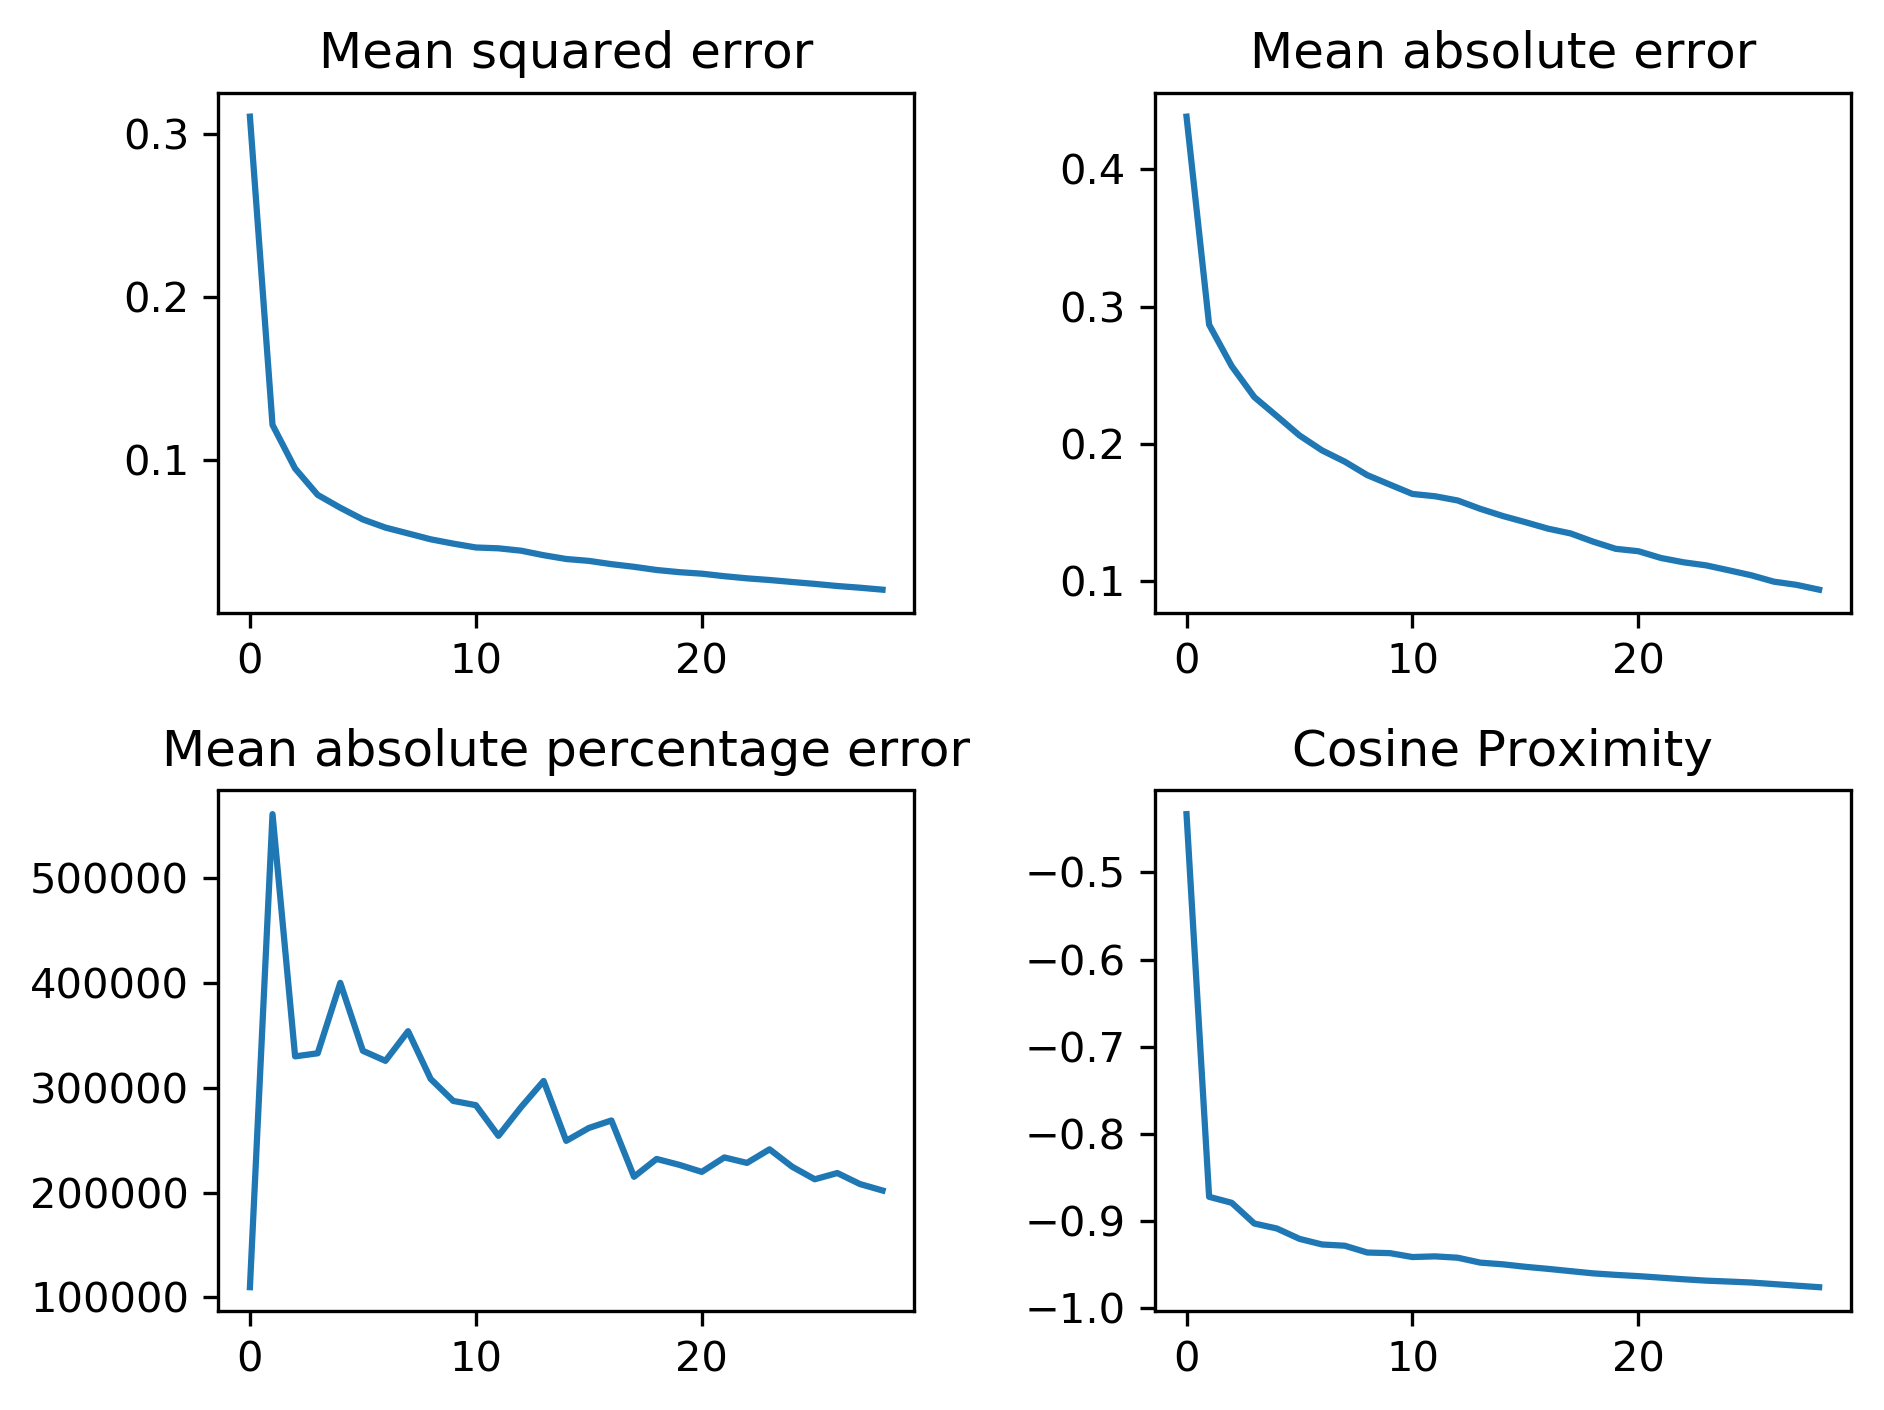 Mean squared error
0.3
0.2
0.1
0 10 20
Mean absolute error
0.4
0.3
0.2
0.1
0 10 20
Mean absolute percentage error
500000
400000
300000
200000
100000
0 10 20
Cosine Proximity
−0.5
−0.6
−0.7
−0.8
−0.9
−1.0
0 10 20